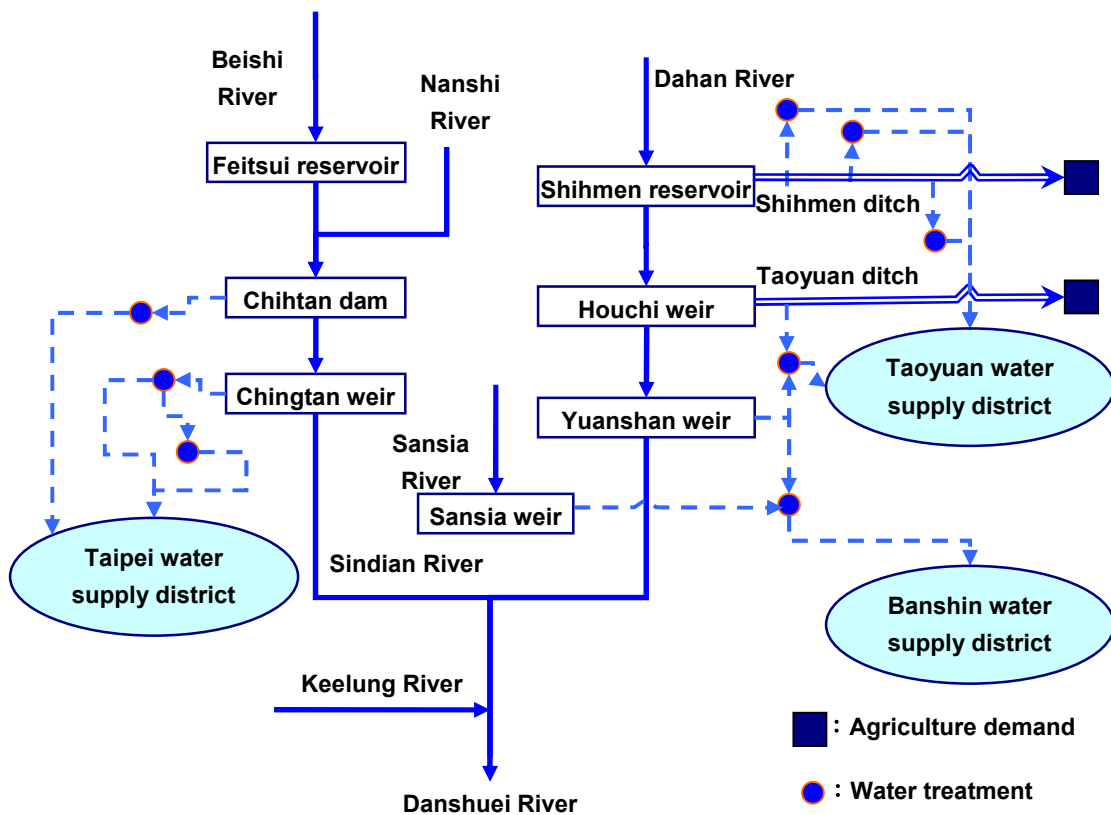 Beishi
River
Nanshi
River
Dahan River
Feitsui reservoir
Shihmen reservoir
Shihmen ditch
Taoyuan ditch
Chihtan dam
Houchi weir
Taoyuan water
supply district
Chingtan weir
Yuanshan weir
Sansia
River
Sansia weir
Taipei water
supply district
Sindian River
Banshin water
supply district
Keelung River
: Agriculture demand
: Water treatment
Danshuei River